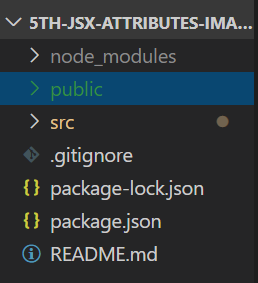 5TH-JSX-ATTRIBUTES-IMA...
node_modules
public
src
.gitignore
package-lock.json
package.json
README.md